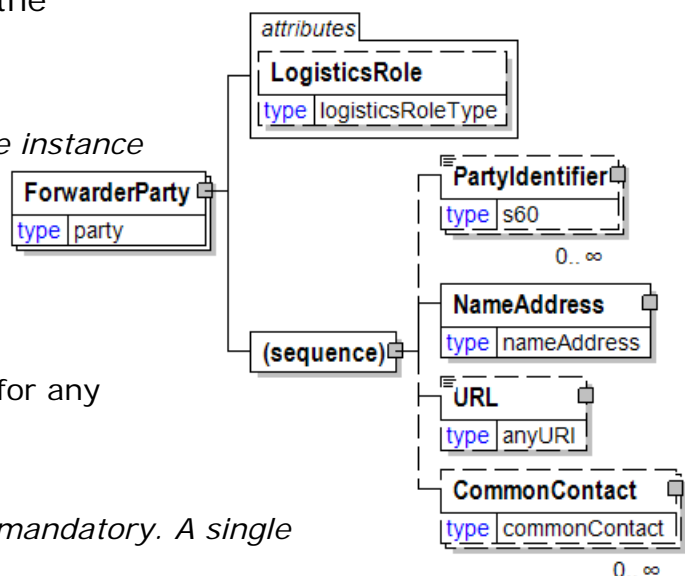 the
attributes
LogisticsRole
type logisticsRoleType
e instance
ForwarderParty
type party
PartyIdentifier
type s60
0.. ∞
NameAddress
type nameAddress
(sequence)
for any
URL
type anyURI
CommonContact
type commonContact
mandatory. A single
0.. ∞